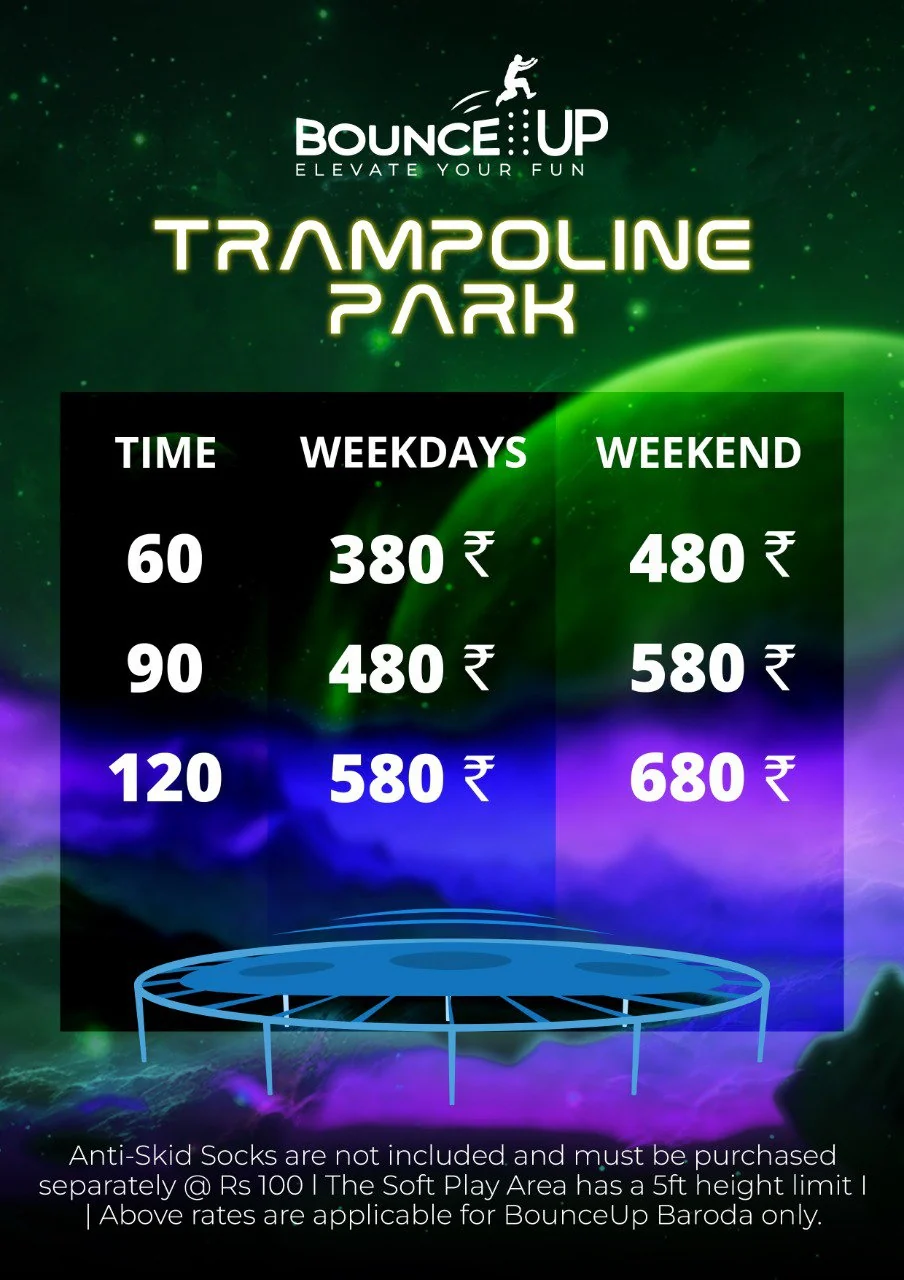 BOUNCE UP
ELEVATE YOUR FUN
TRAMPOLINE
PARK
TIME WEEKDAYS WEEKEND
60 380 ₹ 480 ₹
90 480 ₹ 580 ₹
120 580 ₹ 680 ₹
Anti-Skid Socks are not included and must be purchased
separately @ Rs 100 l The Soft Play Area has a 5ft height limit l
| Above rates are applicable for BounceUp Baroda only.